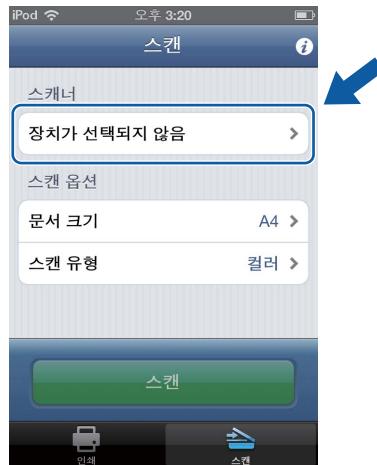 iPod 오후 3:20
스캔
스캐너
장치가 선택되지 않음
스캔 옵션
문서 크기 A4
스캔 유형 컬러
스캔
인쇄 스캔